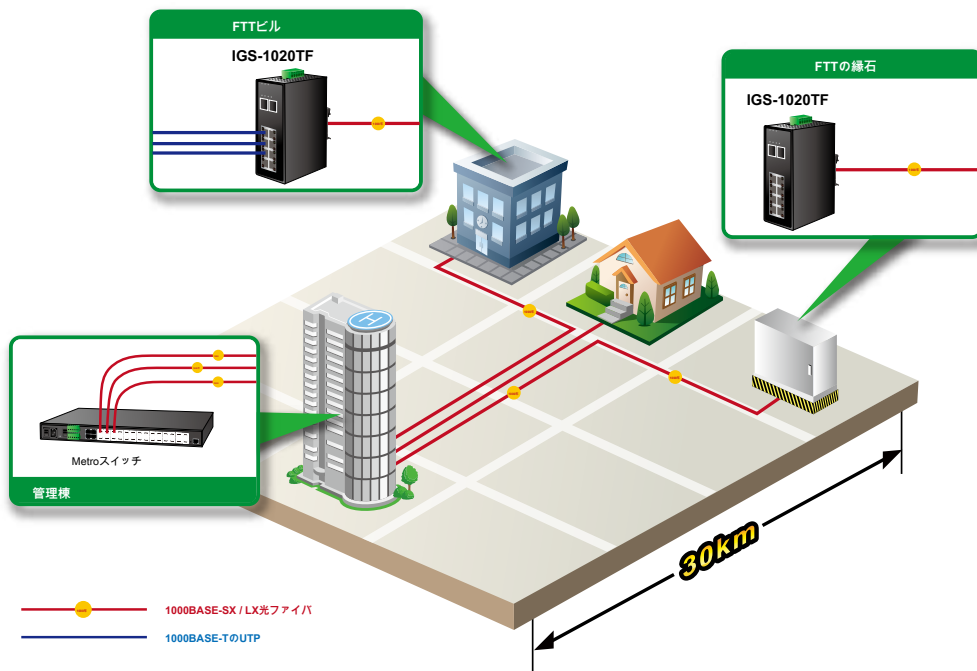 FTTビル
IGS-1020TF
FTTの縁石
IGS-1020TF
Metroスイッチ
管理棟
30km
1000BASE-SX / LX光ファイバ
1000BASE-TのUTP